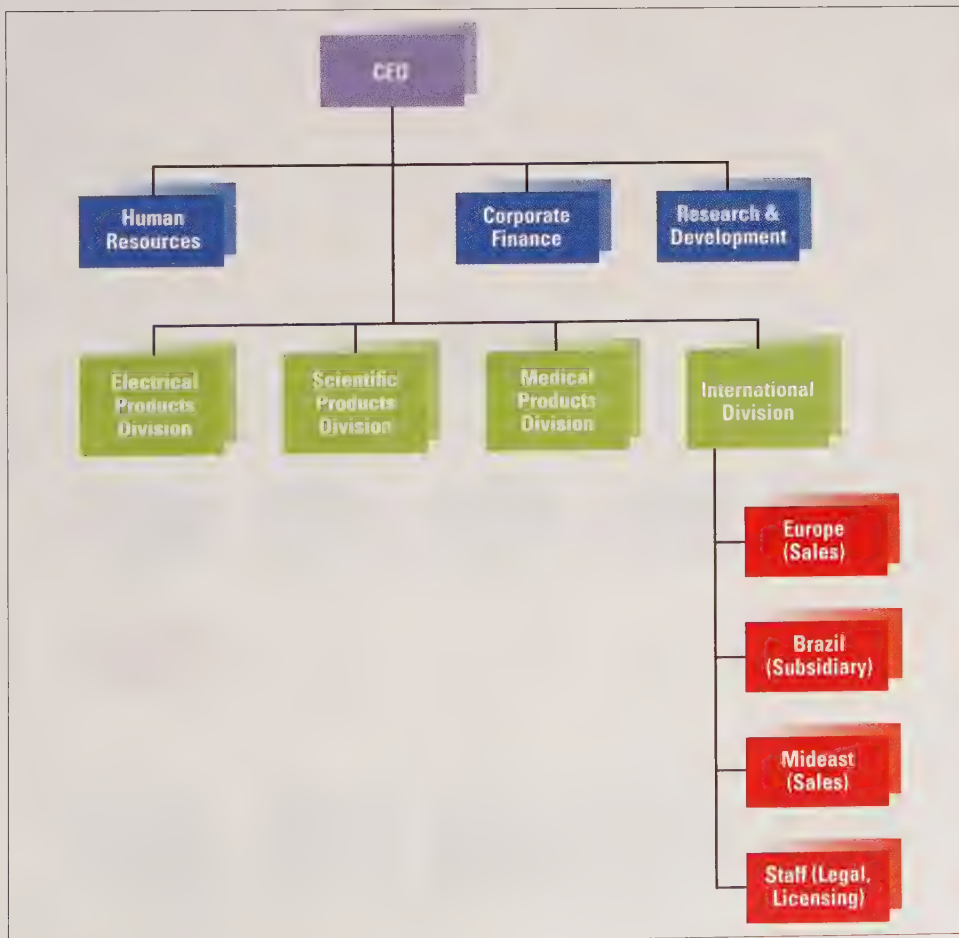 CEO
Human
Resources
Corporate
Finance
Research &
Development
Electrical
Products
Division
Scientific
Products
Division
Medical
Products
Division
International
Division
Europe
(Sales)
Brazil
(Subsidiary)
Mideast
(Sales)
Staff (Legal,
Licensing)